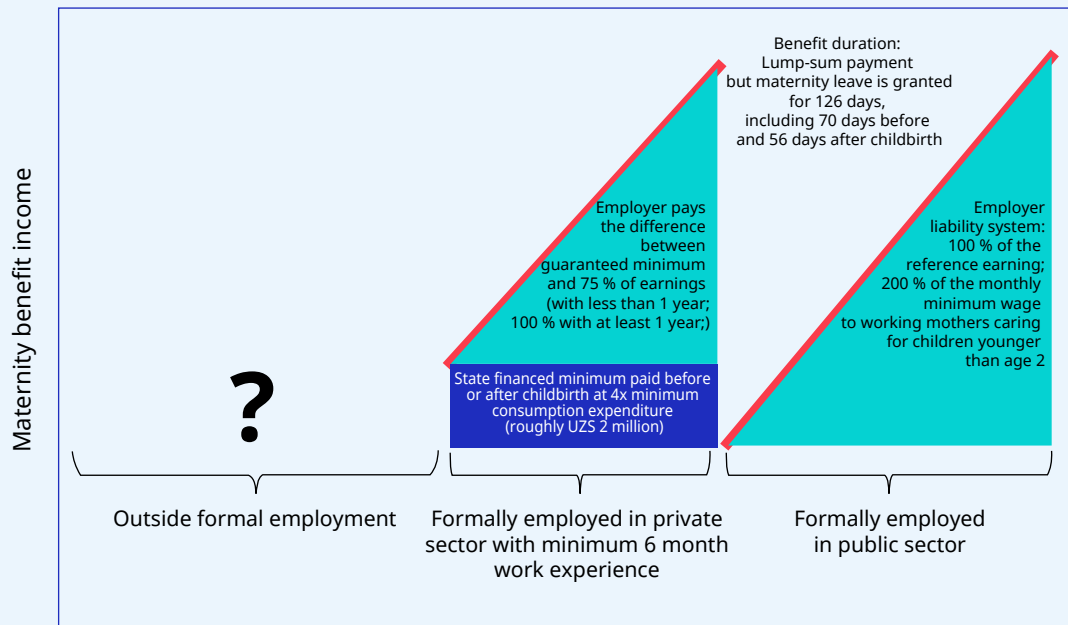 Maternity benefit income
Benefit duration:
Lump-sum payment
but maternity leave is granted
for 126 days,
including 70 days before
and 56 days after childbirth
Employer pays
the difference
between
guaranteed minimum
and 75 % of earnings
(with less than 1 year;
100 % with at least 1 year;)
State financed minimum paid before
or after childbirth at 4x minimum
consumption expenditure
(roughly UZS 2 million)
Employer
liability system:
100 % of the
reference earning;
200 % of the monthly
minimum wage
to working mothers caring
for children younger
than age 2
?
Outside formal employment
Formally employed in private
sector with minimum 6 month
work experience
Formally employed
in public sector